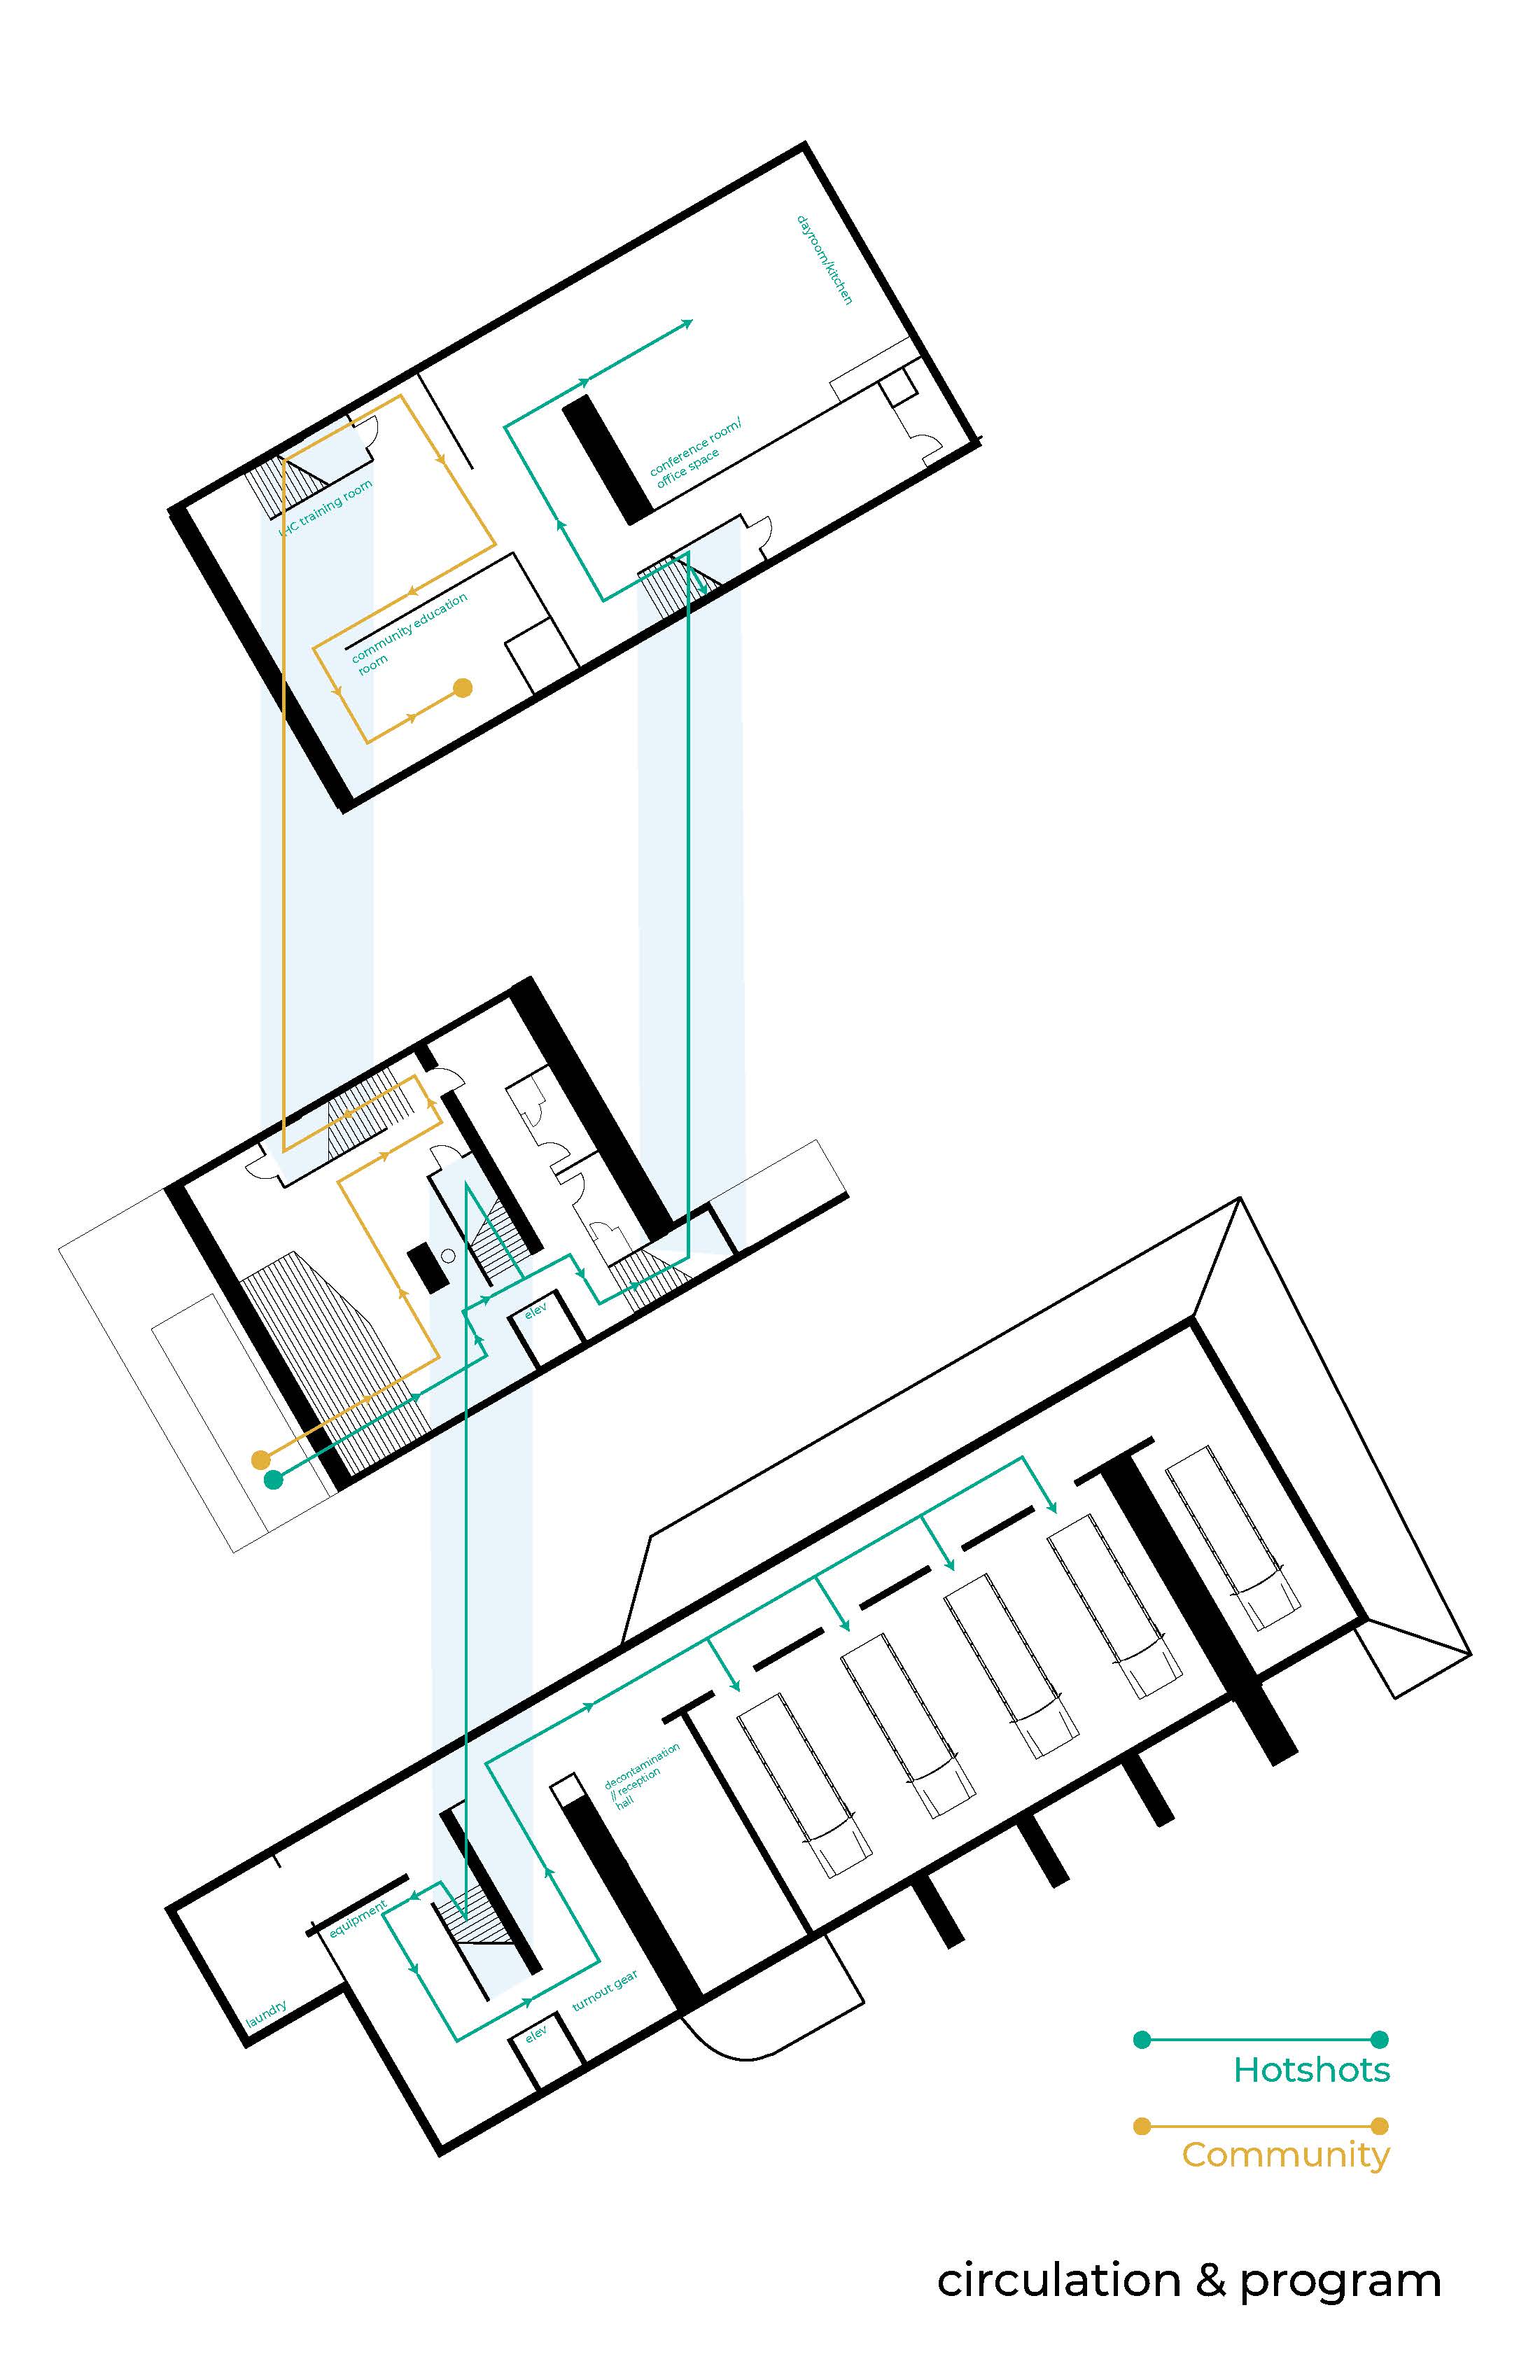 dayroom/kitchen
conference room/
office space
IHC training room
community education
room
elev
decontamination
// reception
hall
equipment
turnout gear
laundry
elev
Hotshots
Community
circulation & program